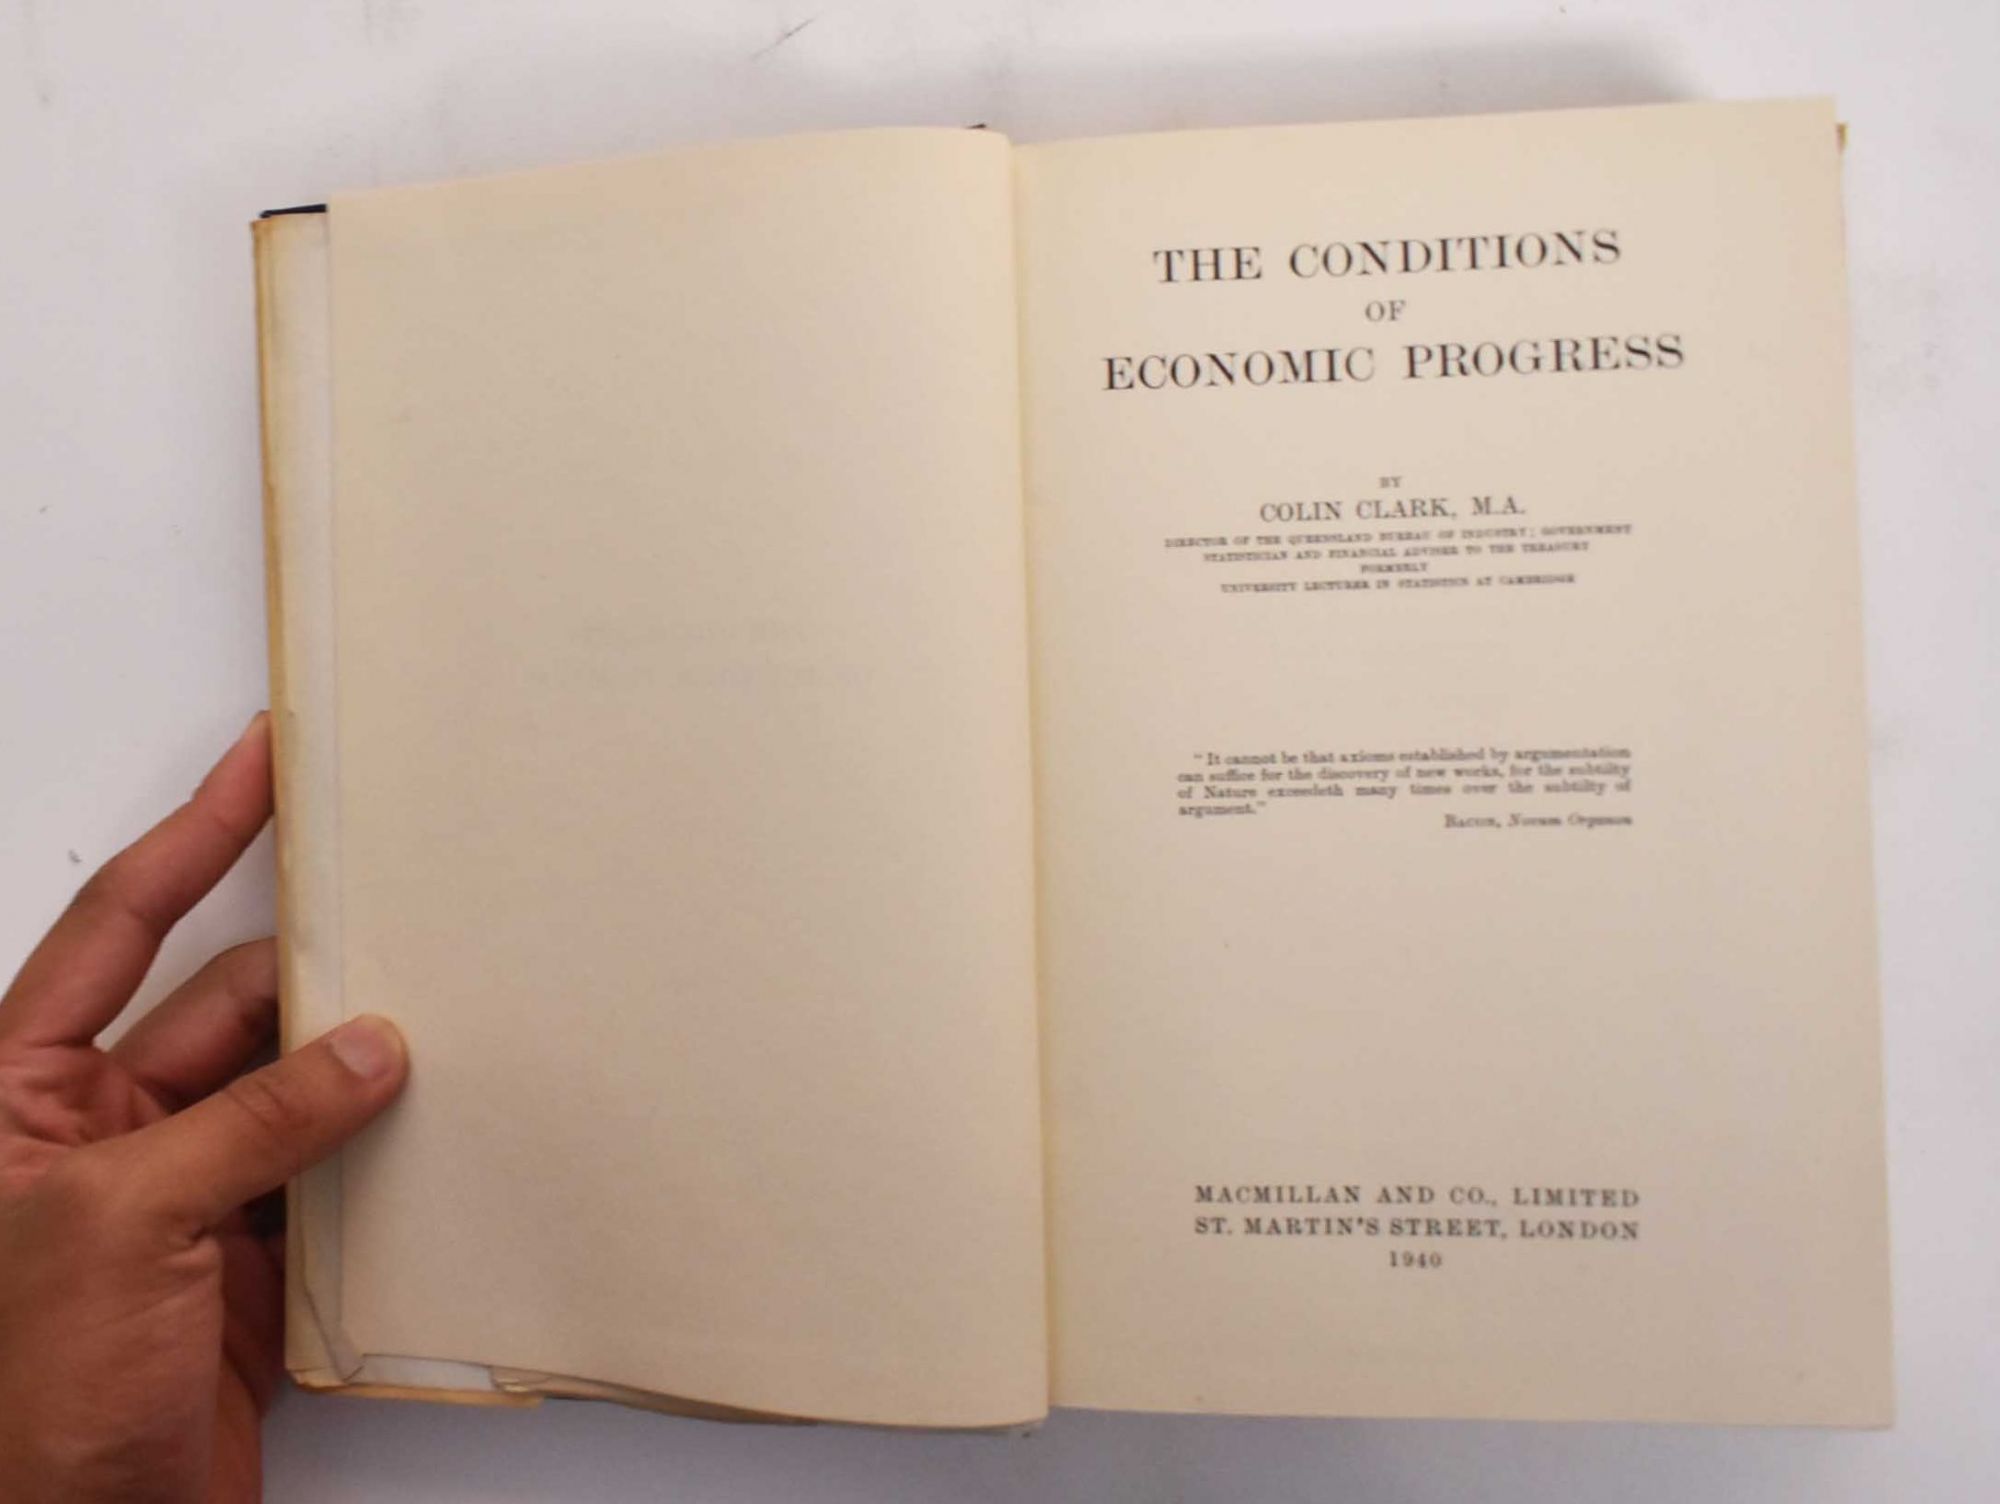 THE CONDITIONS
OF
ECONOMIC PROGRESS
BY
COLIN CLARK, M.A.
DIRECTOR OF THE QUEENSLAND BUREAU OF INDUSTRY; GOVERNMENT
STATISTICIAN AND FINANCIAL ADVISER TO THE TREASURY
FORMERLY
UNIVERSITY LECTURER IN STATISTICS AT CAMBRIDGE
"It cannot be that axioms established by argumentation
can suffice for the discovery of new works, for the subtilty
of Nature exceedeth many times over the subtilty of
argument."
BACON, Novum Organon
MACMILLAN AND CO., LIMITED
ST. MARTIN'S STREET, LONDON
1940